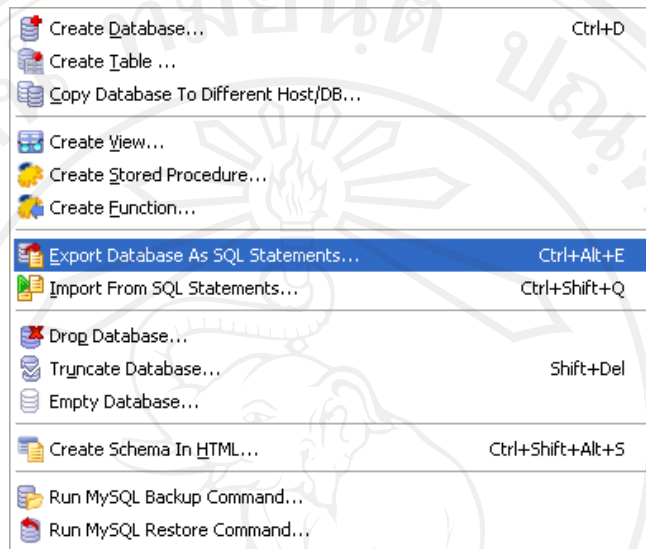 Create Database... Ctrl+D
Create Table ...
Copy Database To Different Host/DB...
Create View...
Create Stored Procedure...
Create Function...
Export Database As SQL Statements... Ctrl+Alt+E
Import From SQL Statements... Ctrl+Shift+Q
Drop Database...
Truncate Database... Shift+Del
Empty Database...
Create Schema In HTML... Ctrl+Shift+Alt+S
Run MySQL Backup Command...
Run MySQL Restore Command...